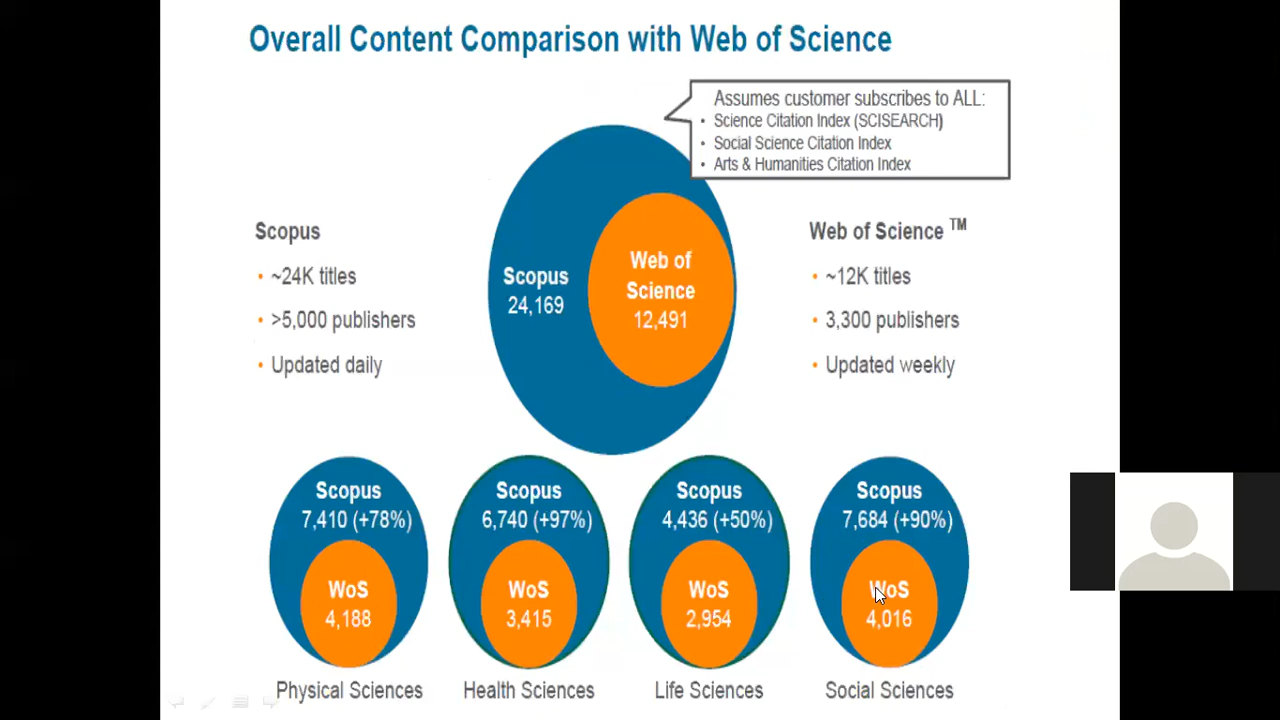 Overall Content Comparison with Web of Science
Assumes customer subscribes to ALL:
• Science Citation Index (SCISEARCH)
• Social Science Citation Index
• Arts & Humanities Citation Index
Scopus
• ~24K titles
• >5,000 publishers
• Updated daily
Scopus
24,169
Web of
Science
12,491
Web of Science ™
• ~12K titles
• 3,300 publishers
• Updated weekly
Scopus
7,410 (+78%)
WoS
4,188
Physical Sciences
Scopus
6,740 (+97%)
WoS
3,415
Health Sciences
Scopus
4,436 (+50%)
WoS
2,954
Life Sciences
Scopus
7,684 (+90%)
WoS
4,016
Social Sciences